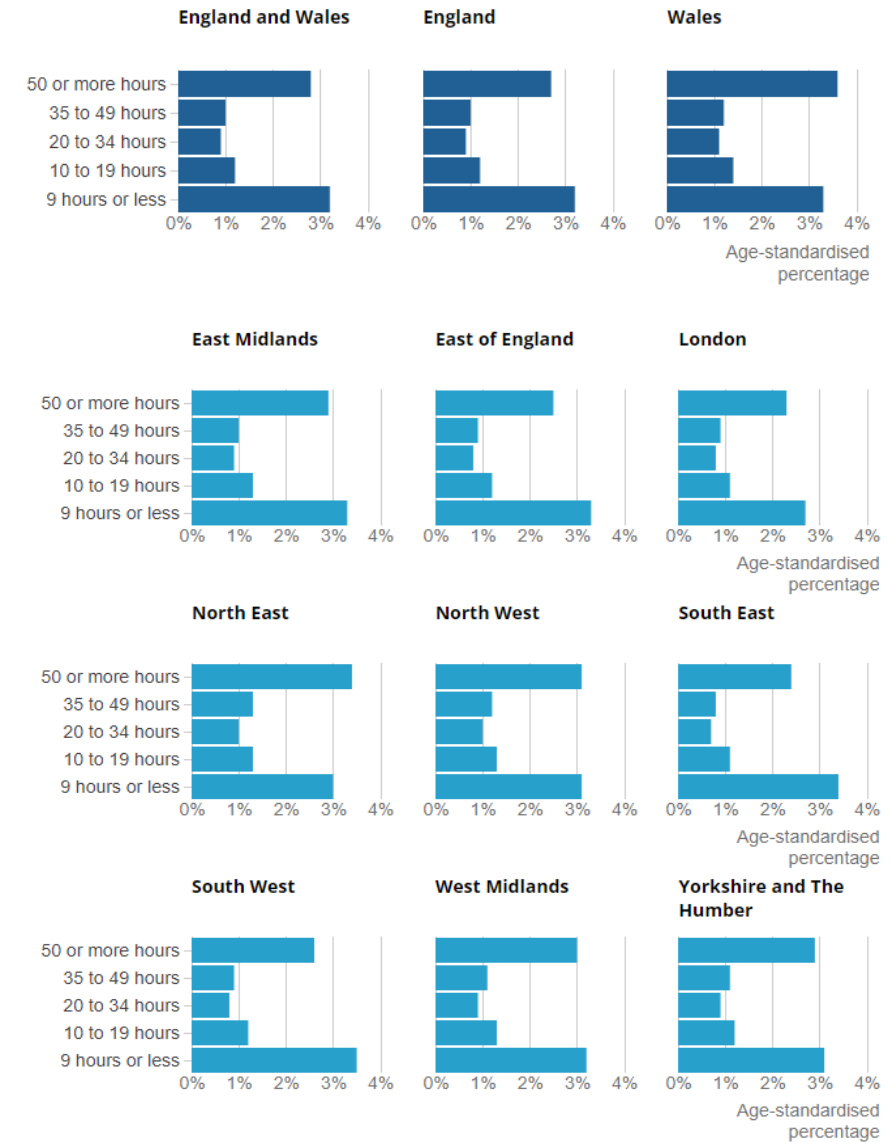 England and Wales
England
Wales
50 or more hours
35 to 49 hours
20 to 34 hours
10 to 19 hours
9 hours or less
0% 1% 2% 3% 4%
0% 1% 2% 3% 4%
0% 1% 2% 3% 4%
Age-standardised
percentage
East Midlands
East of England
London
50 or more hours
35 to 49 hours
20 to 34 hours
10 to 19 hours
9 hours or less
0% 1% 2% 3% 4%
0% 1% 2% 3% 4%
0% 1% 2% 3% 4%
Age-standardised
percentage
North East
North West
South East
50 or more hours
35 to 49 hours
20 to 34 hours
10 to 19 hours
9 hours or less
0% 1% 2% 3% 4%
0% 1% 2% 3% 4%
0% 1% 2% 3% 4%
Age-standardised
percentage
South West
West Midlands
Yorkshire and The
Humber
50 or more hours
35 to 49 hours
20 to 34 hours
10 to 19 hours
9 hours or less
0% 1% 2% 3% 4%
0% 1% 2% 3% 4%
0% 1% 2% 3% 4%
Age-standardised
percentage